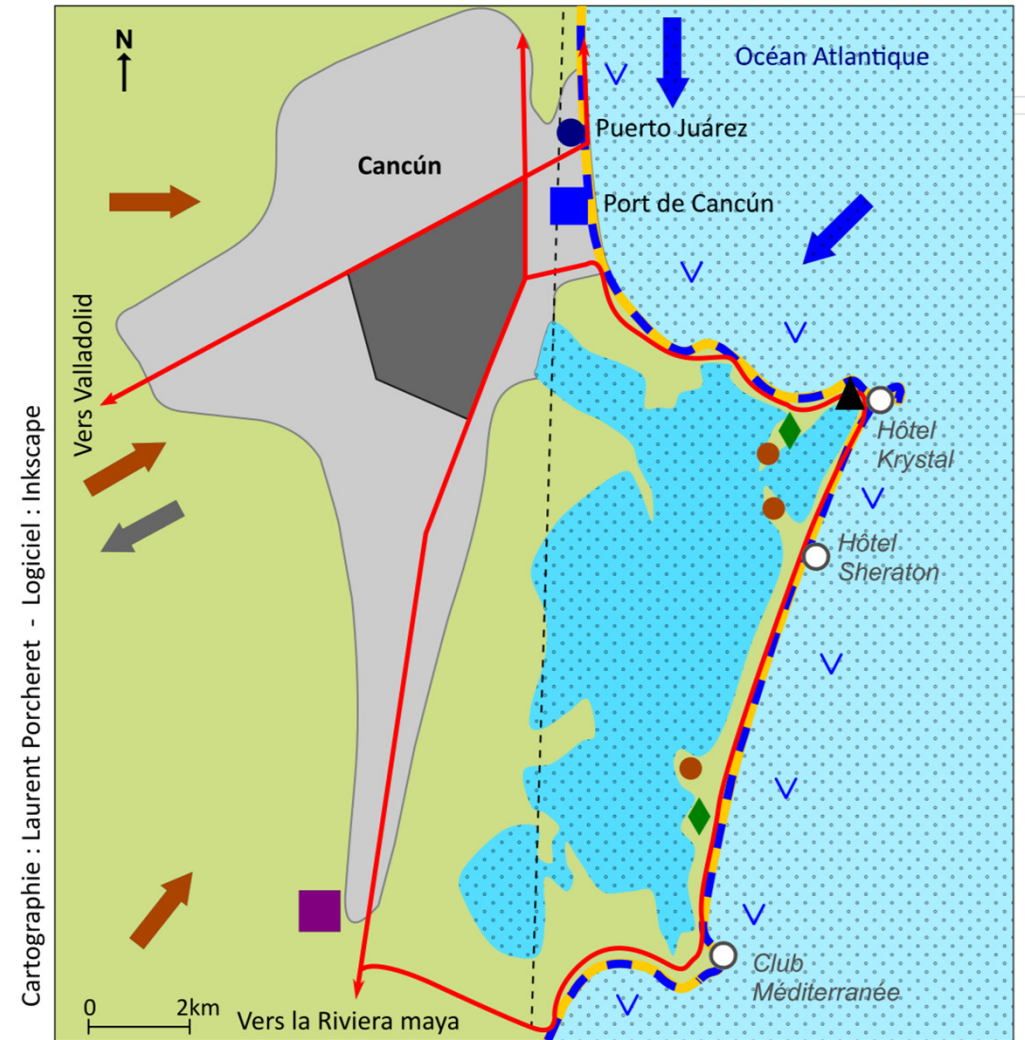 N
Océan Atlantique
Puerto Juárez
Cancún
Port de Cancún
Vers Valladolid
Hôtel
Krystal
Hôtel
Sheraton
Club
Méditerranée
0 2km
Vers la Riviera maya
Cartographie : Laurent Porcheret - Logiciel : Inkscape